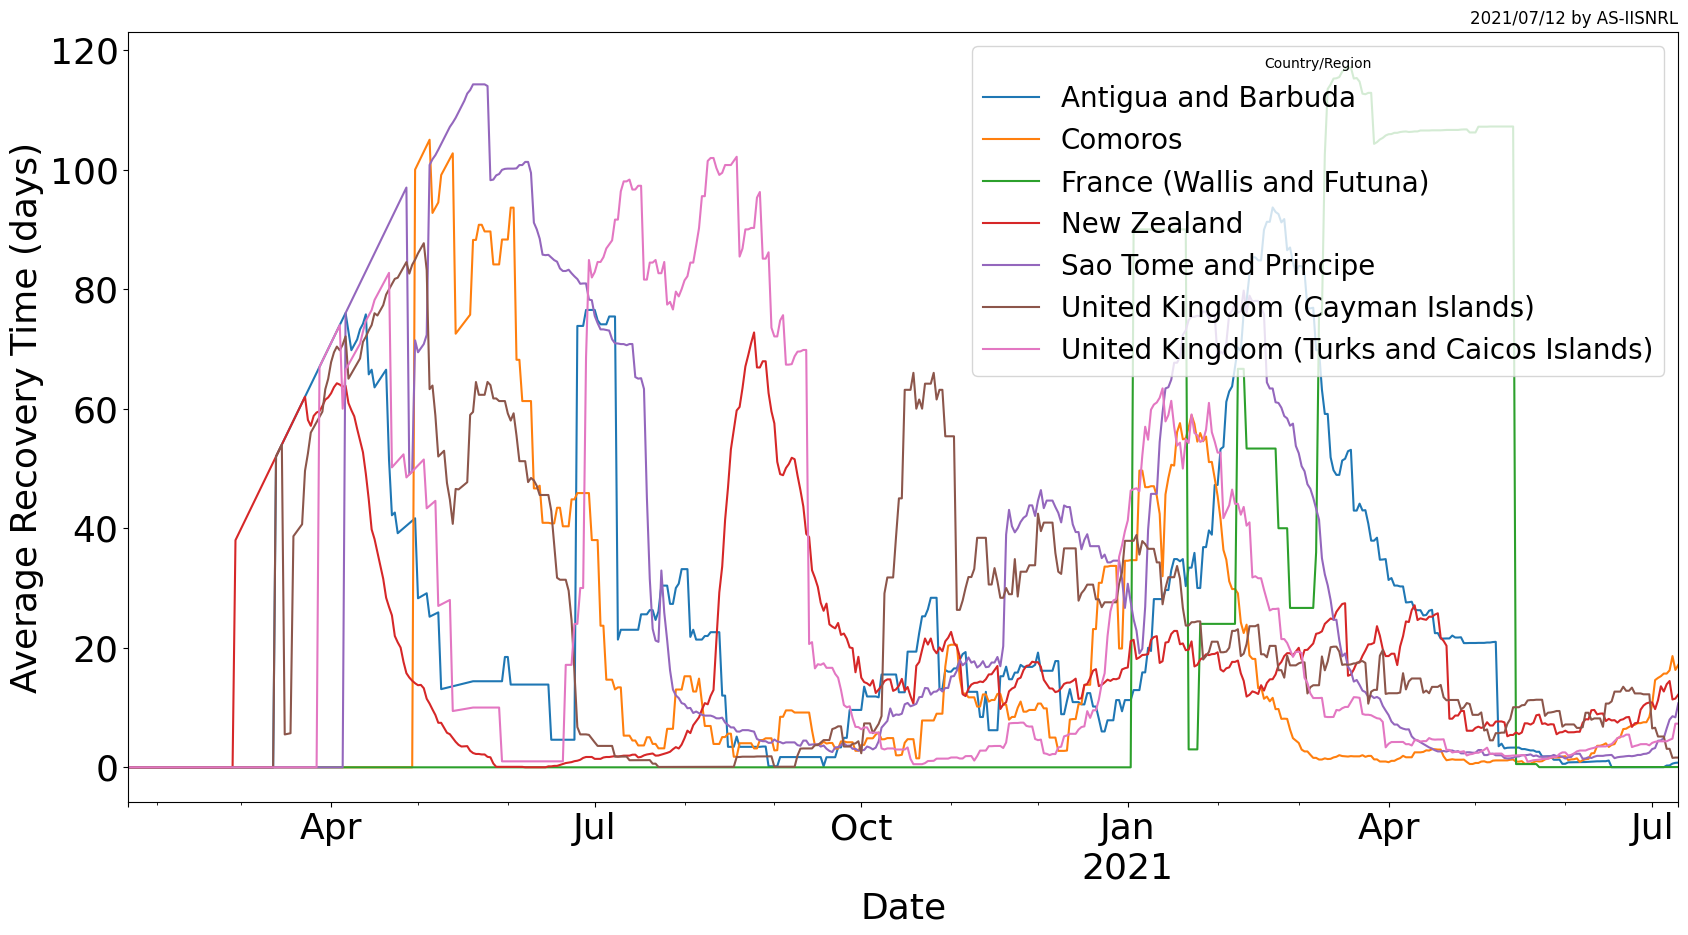 2021/07/12 by AS-IISNRL
Country/Region
Antigua and Barbuda
Comoros
France (Wallis and Futuna)
New Zealand
Sao Tome and Principe
United Kingdom (Cayman Islands)
United Kingdom (Turks and Caicos Islands)
Average Recovery Time (days)
120
100
80
60
40
20
0
Apr Jul Oct Jan Apr Jul
2021
Date